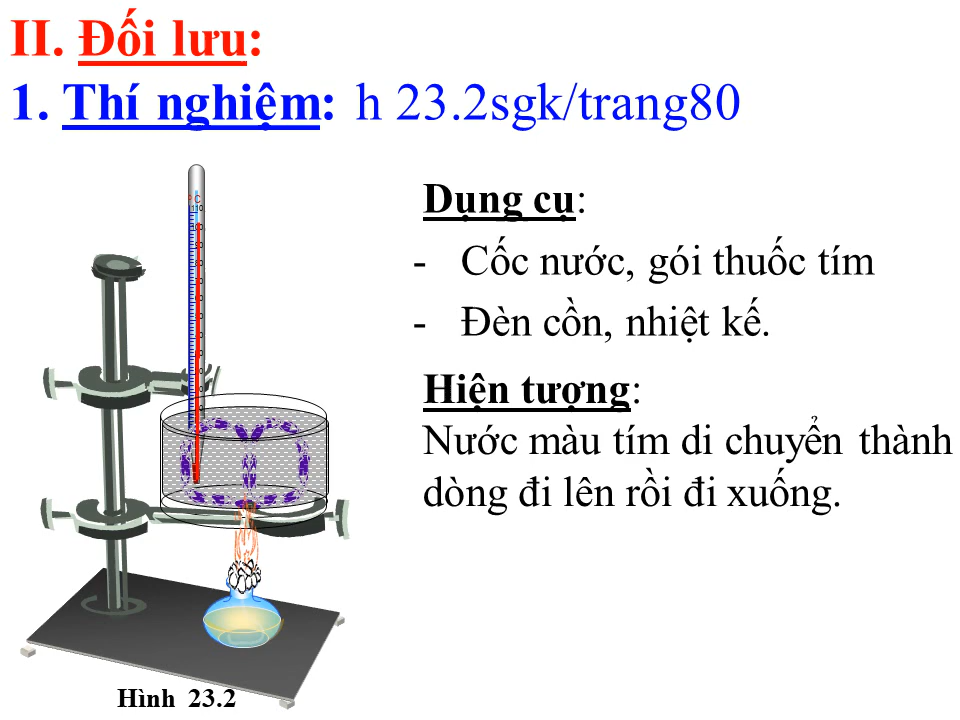 II. Đối lưu:
1. Thí nghiệm: h 23.2sgk/trang80
Dụng cụ:
- Cốc nước, gói thuốc tím
- Đèn cồn, nhiệt kế.
Hiện tượng:
Nước màu tím di chuyển thành
dòng đi lên rồi đi xuống.
Hình 23.2